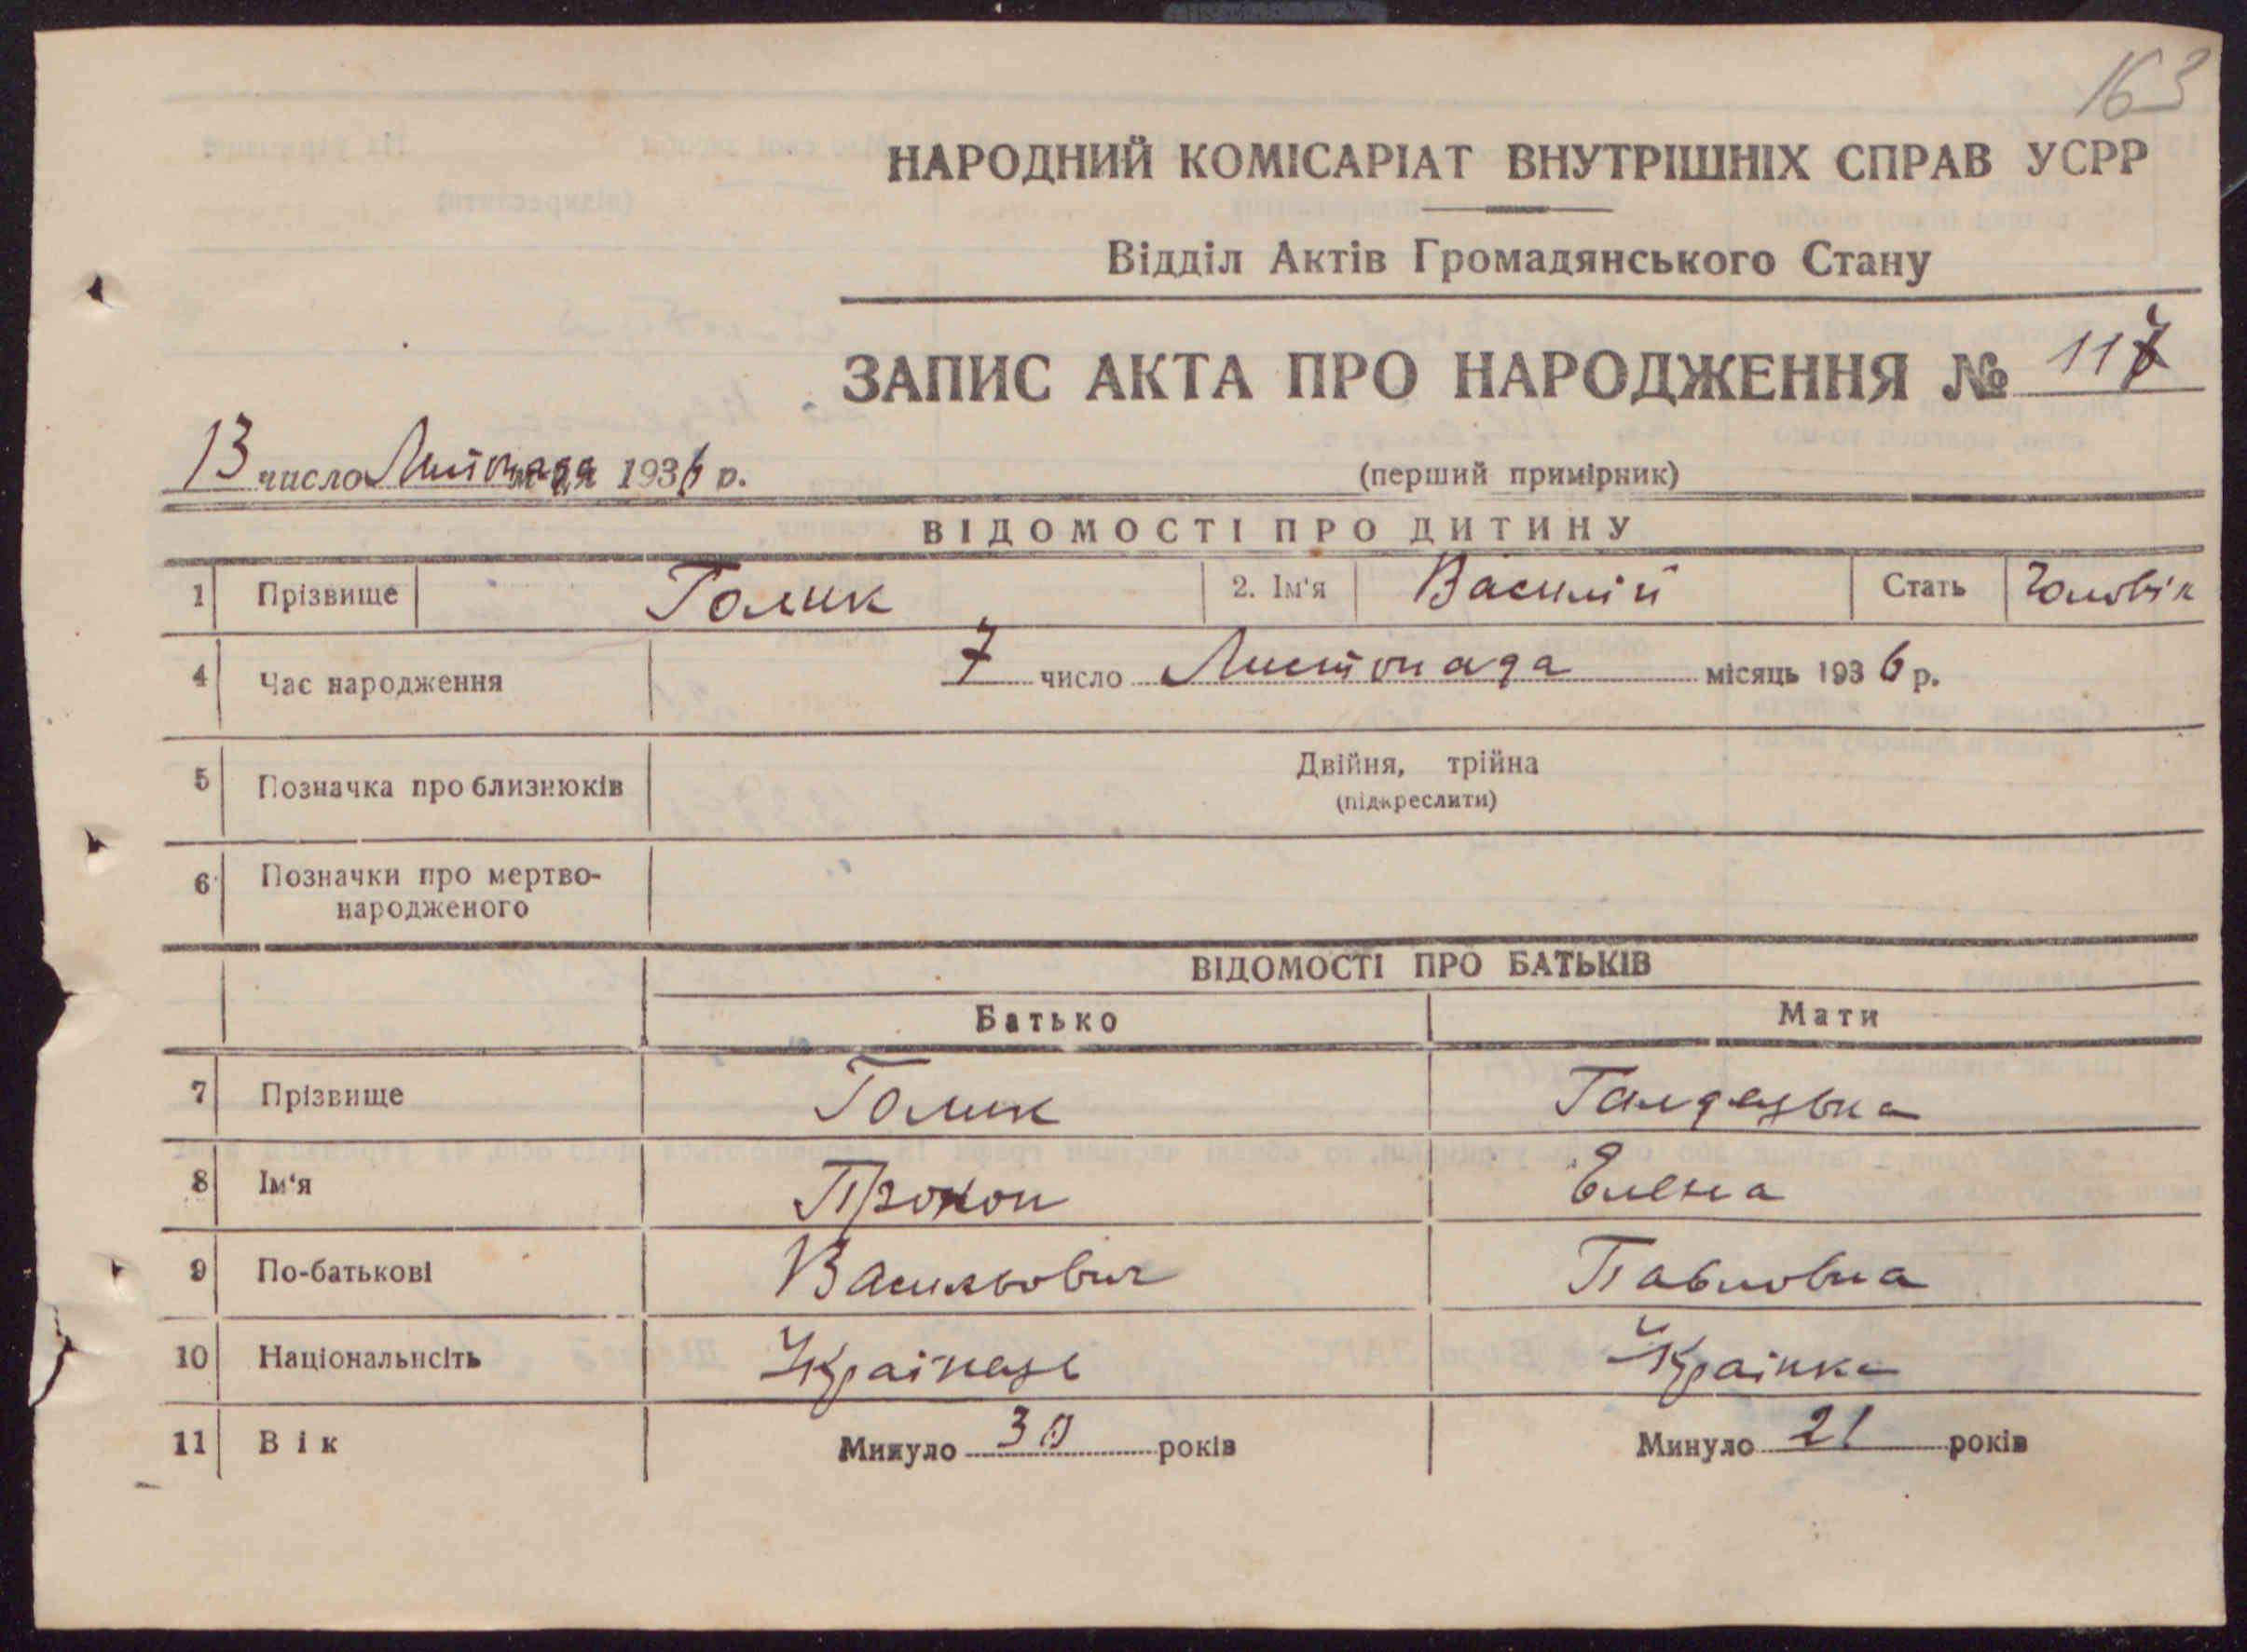 163
НАРОДНИЙ КОМІСАРІАТ ВНУТРІШНІХ СПРАВ УСРР
Відділ Актів Громадянського Стану
ЗАПИС АКТА ПРО НАРОДЖЕННЯ № 117
13 число Листопада 1936 р.
(перший примірник)
ВІДОМОСТІ ПРО ДИТИНУ
1 Прізвище Голик 2. Ім'я Василій Стать Чоловік
4 Час народження 7 число Листопада місяць 1936 р.
5 Позначка про близнюків Двійня, трійна
(підкреслити)
6 Позначки про мертво-
народженого
ВІДОМОСТІ ПРО БАТЬКІВ
Батько Мати
7 Прізвище Голик
8 Ім'я Прокоп Елена
9 По-батькові Васильович Павловна
10 Національнсіть Українець Українка
11 Вік Минуло 30 років Минуло 21 років